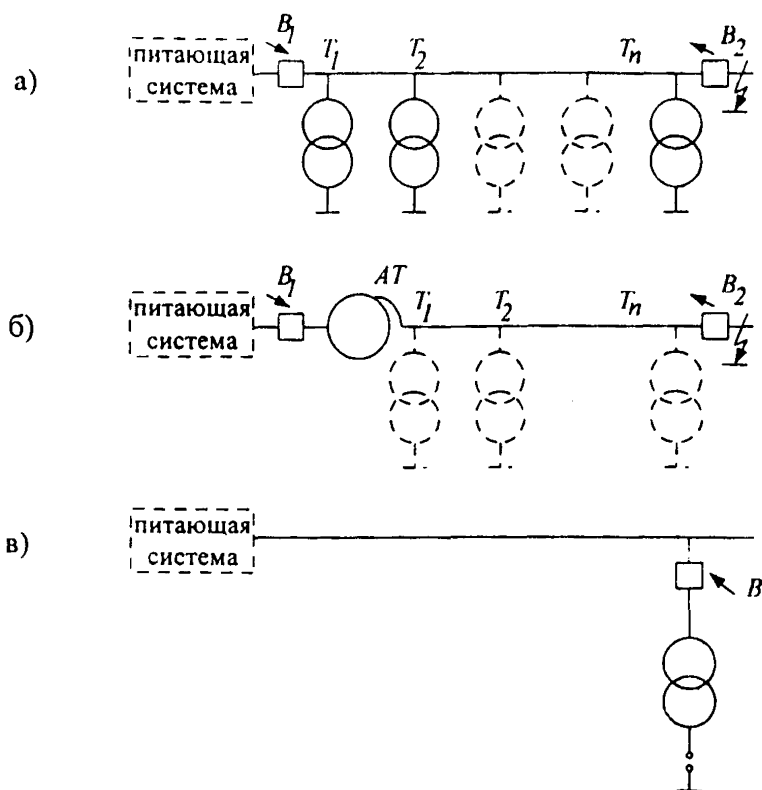 а)
питающая
система
B₁
T₁
T₂
Tₙ
B₂
б)
питающая
система
B₁
AT
T₁
T₂
Tₙ
B₂
в)
питающая
система
B